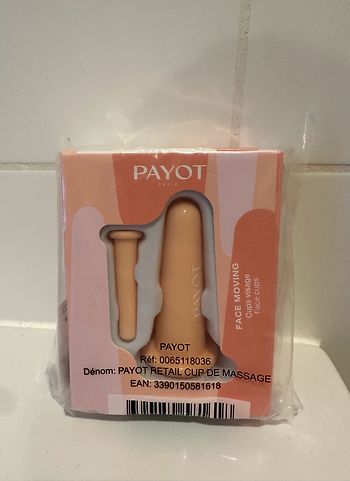 PAYOT
PARIS
PAYOT
FACE MOVING
Cups visage
Face cups
PAYOT
Réf: 0065118036
Dénom: PAYOT RETAIL CUP DE MASSAGE
EAN: 3390150581618